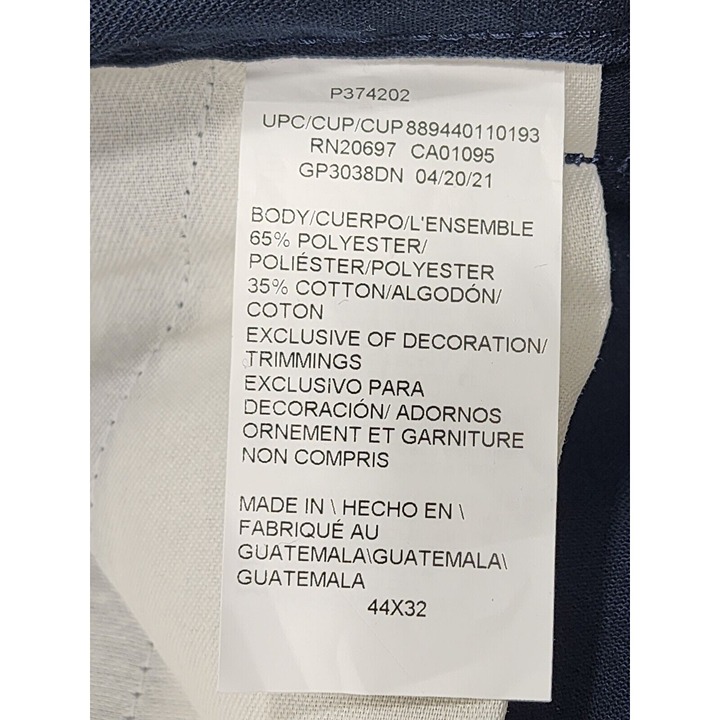 P374202
UPC/CUP/CUP 889440110193
RN20697 CA01095
GP3038DN 04/20/21
BODY/CUERPO/L'ENSEMBLE
65% POLYESTER/
POLIÉSTER/POLYESTER
35% COTTON/ALGODÓN/
COTON
EXCLUSIVE OF DECORATION/
TRIMMINGS
EXCLUSIVO PARA
DECORACIÓN/ ADORNOS
ORNEMENT ET GARNITURE
NON COMPRIS
MADE IN \ HECHO EN \
FABRIQUÉ AU
GUATEMALA\GUATEMALA\
GUATEMALA
44X32